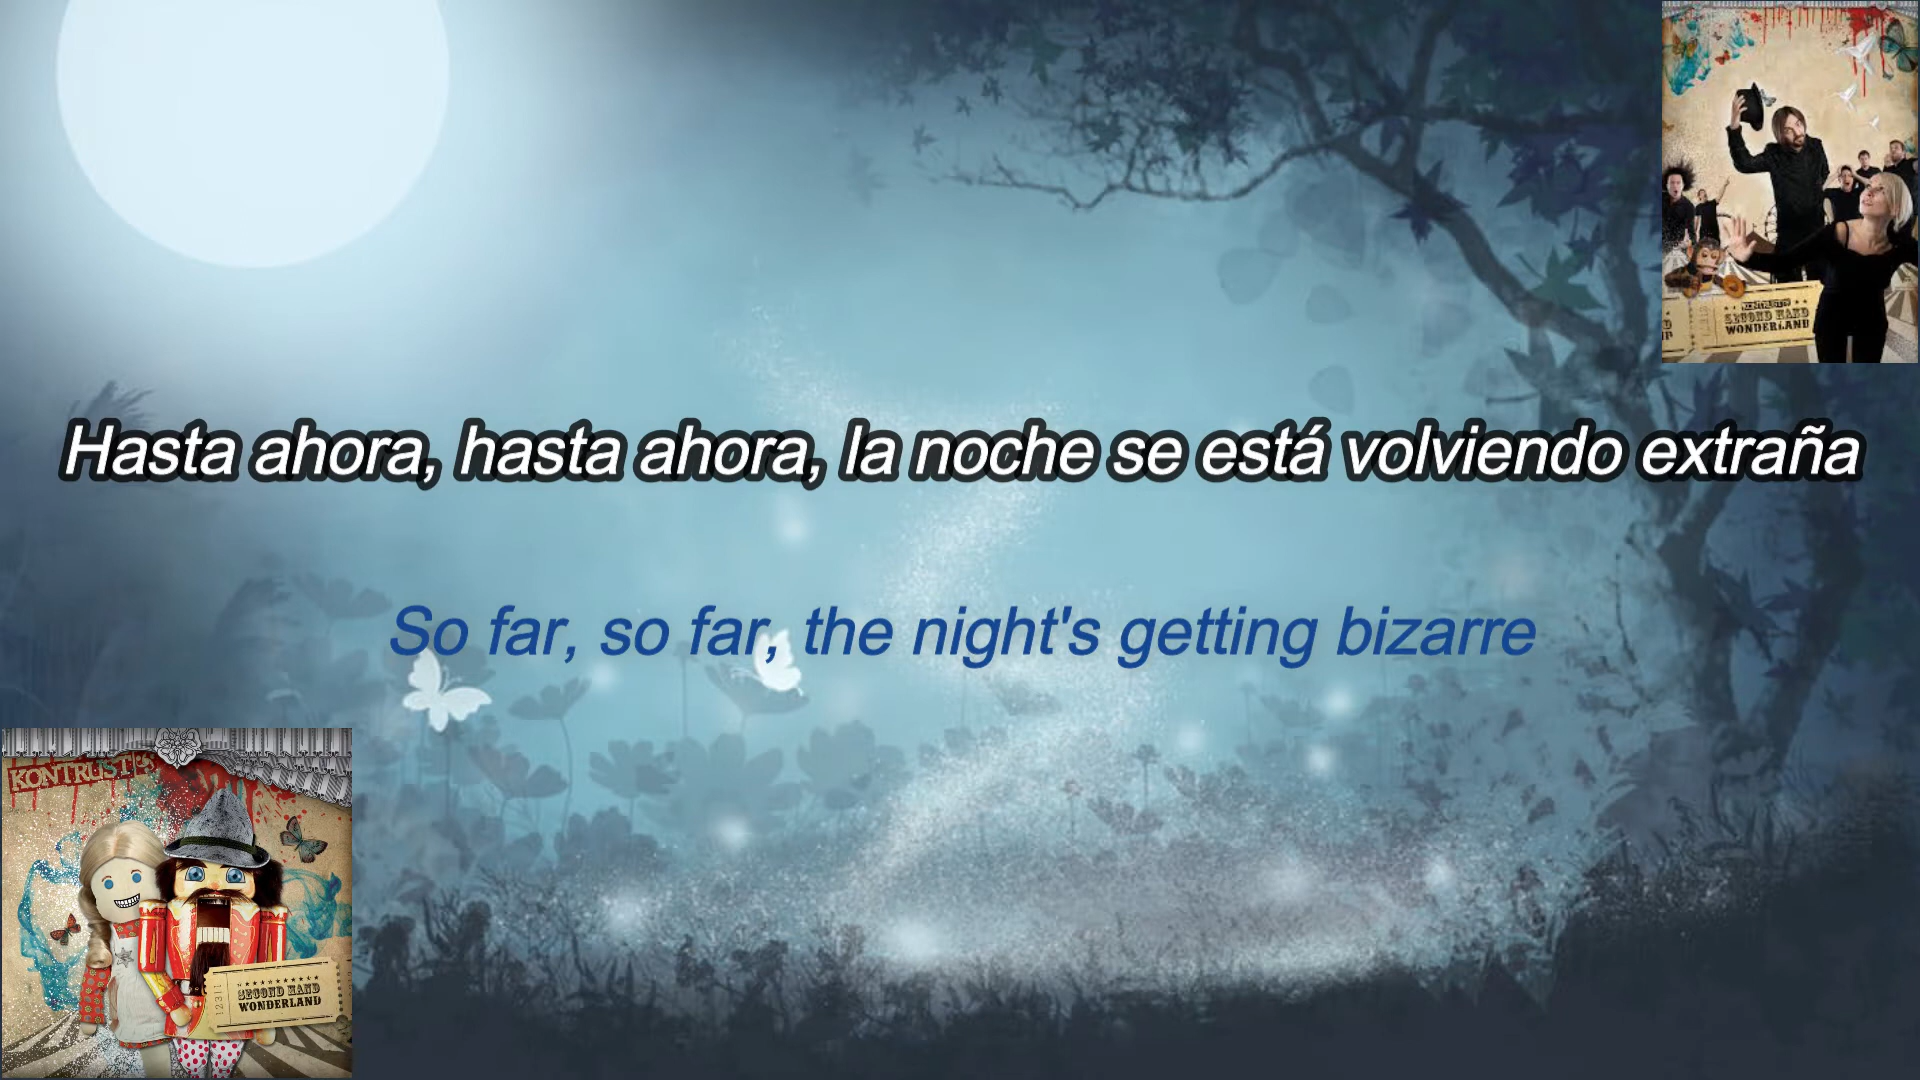 KONTRUST
SECOND HAND
WONDERLAND
Hasta ahora, hasta ahora, la noche se está volviendo extraña
So far, so far, the night's getting bizarre
KONTRUST
SECOND HAND
WONDERLAND